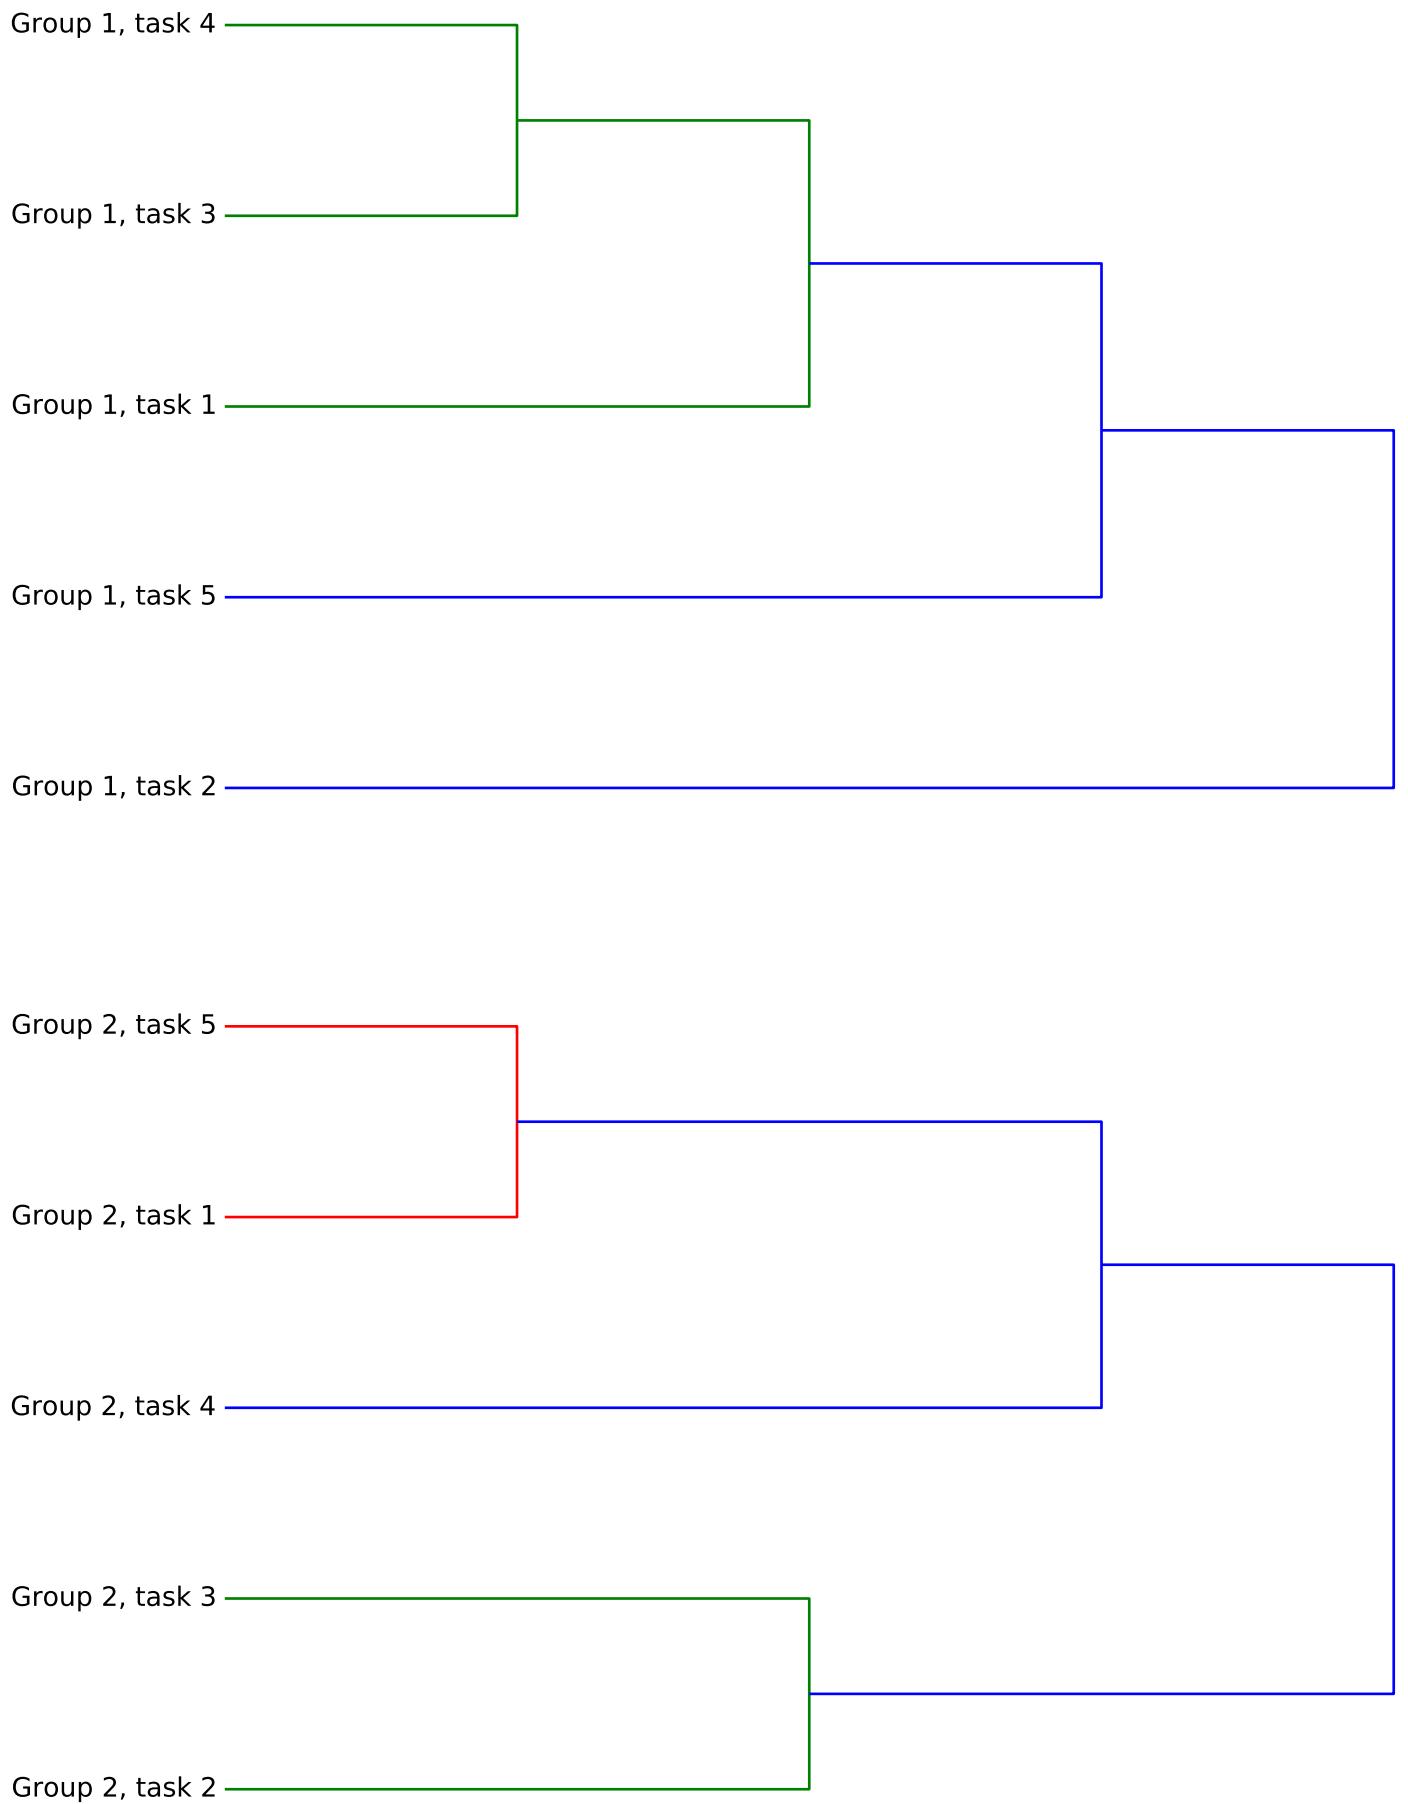 Group 1, task 4
Group 1, task 3
Group 1, task 1
Group 1, task 5
Group 1, task 2
Group 2, task 5
Group 2, task 1
Group 2, task 4
Group 2, task 3
Group 2, task 2